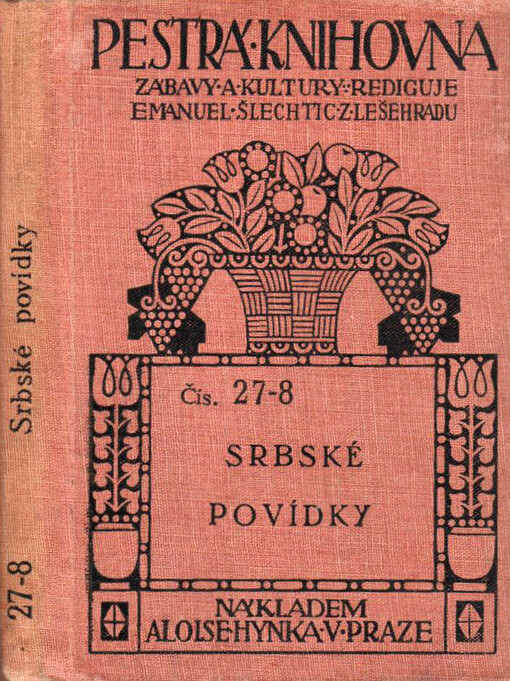 PESTRÁ·KNIHOVNA
ZÁBAVY·A·KULTURY:·REDIGUJE
EMANUEL·ŠLECHTIC·Z·LEŠEHRADU
Čís. 27-8
SRBSKÉ
POVÍDKY
NÁKLADEM
ALOISE·HYNKA·V·PRAZE
27-8 Srbské povídky